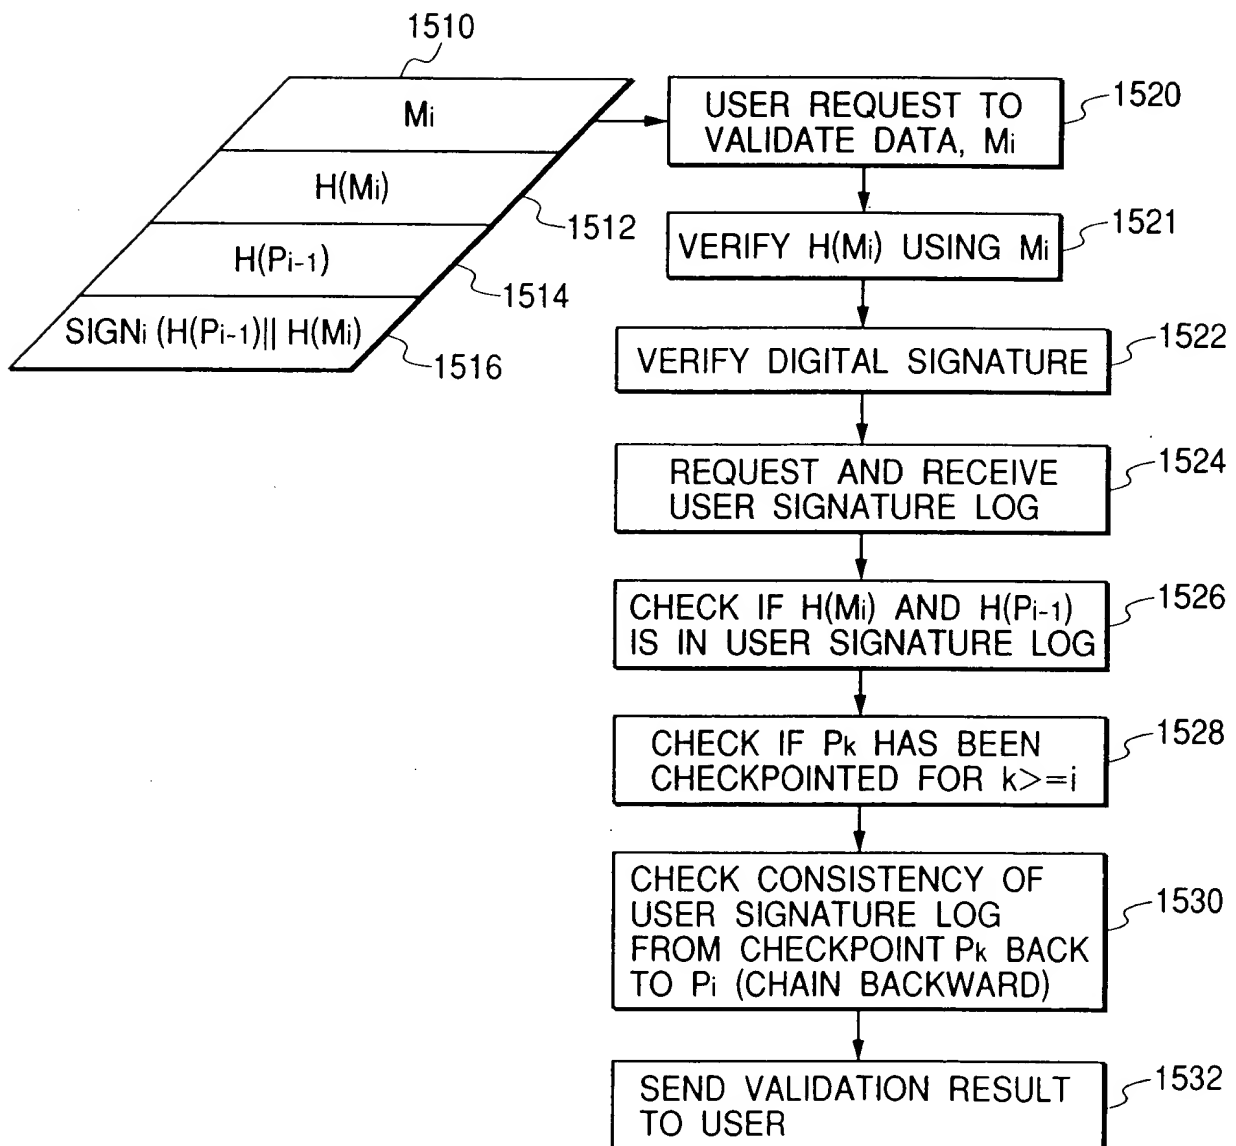 1510
Mi
H(Mi)
1512
H(Pi-1)
1514
SIGNi (H(Pi-1)|| H(Mi)
1516
USER REQUEST TO
VALIDATE DATA, Mi
1520
VERIFY H(Mi) USING Mi
1521
VERIFY DIGITAL SIGNATURE
1522
REQUEST AND RECEIVE
USER SIGNATURE LOG
1524
CHECK IF H(Mi) AND H(Pi-1)
IS IN USER SIGNATURE LOG
1526
CHECK IF Pk HAS BEEN
CHECKPOINTED FOR k>=i
1528
CHECK CONSISTENCY OF
USER SIGNATURE LOG
FROM CHECKPOINT Pk BACK
TO Pi (CHAIN BACKWARD)
1530
SEND VALIDATION RESULT
TO USER
1532